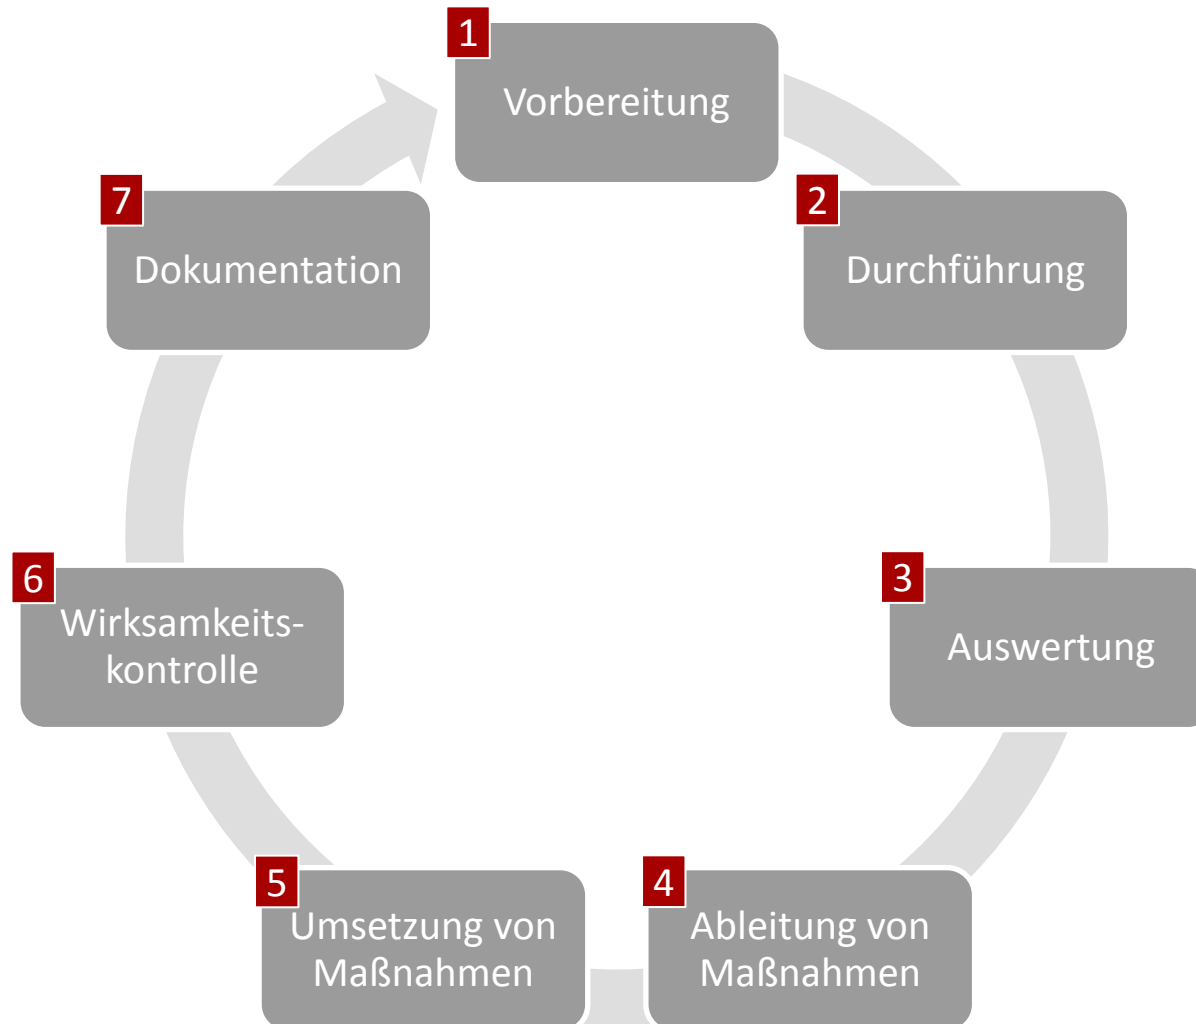 1
Vorbereitung
2
Durchführung
3
Auswertung
4
Ableitung von
Maßnahmen
5
Umsetzung von
Maßnahmen
6
Wirksamkeits-
kontrolle
7
Dokumentation